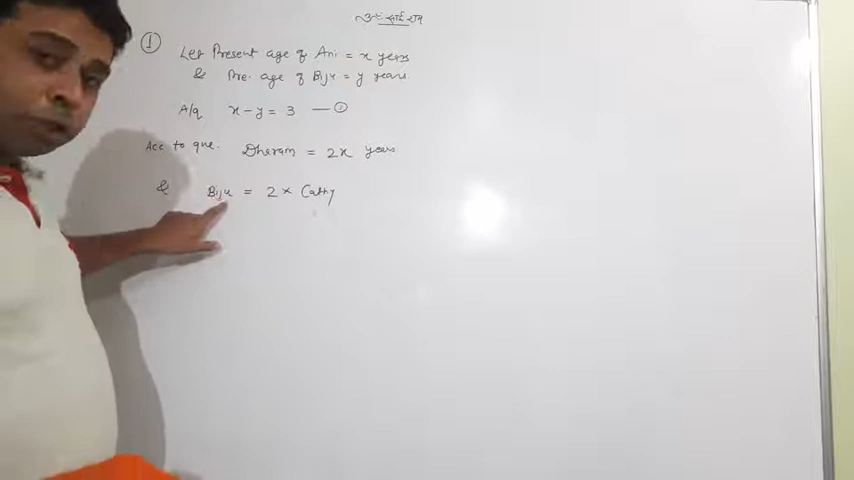 ① Let Present age of Ani = x years
& Pre. age of Biju = y years.
A/q x - y = 3 — ①
Acc to que. Dharam = 2x years
& Biju = 2 × Cathy